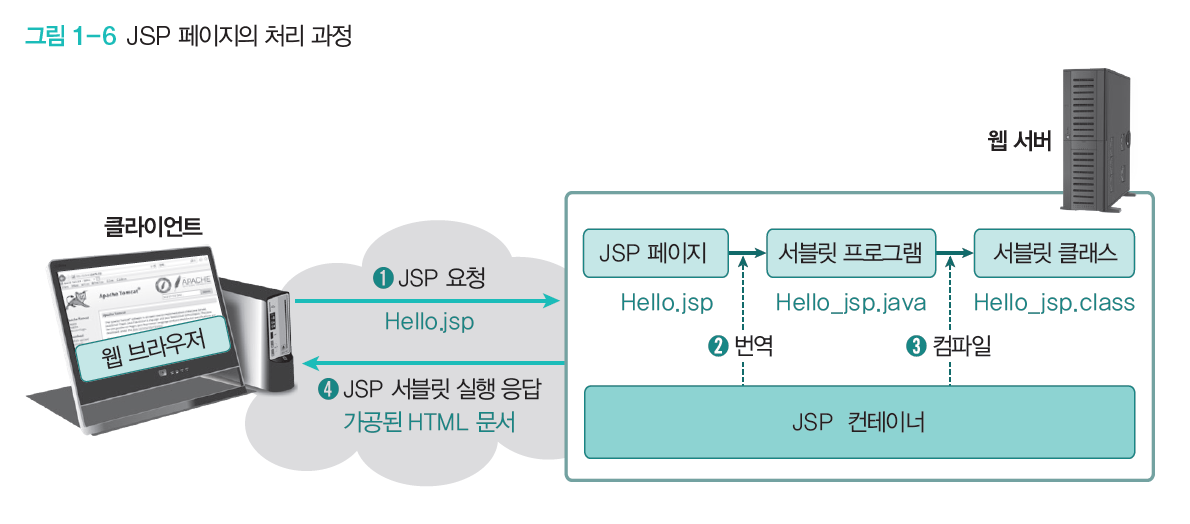 그림 1-6 JSP 페이지의 처리 과정
웹 서버
클라이언트
Apache Tomcat
APACHE
웹 브라우저
❶ JSP 요청
Hello.jsp
❹ JSP 서블릿 실행 응답
가공된 HTML 문서
JSP 페이지
서블릿 프로그램
서블릿 클래스
Hello.jsp
Hello_jsp.java
Hello_jsp.class
❷ 번역
❸ 컴파일
JSP 컨테이너